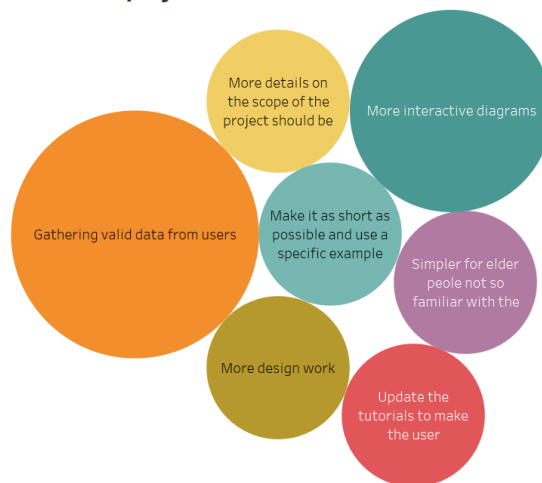 More details on
the scope of the
project should be
More interactive diagrams
Gathering valid data from users
Make it as short as
possible and use a
specific example
Simpler for elder
peole not so
familiar with the
More design work
Update the
tutorials to make
the user